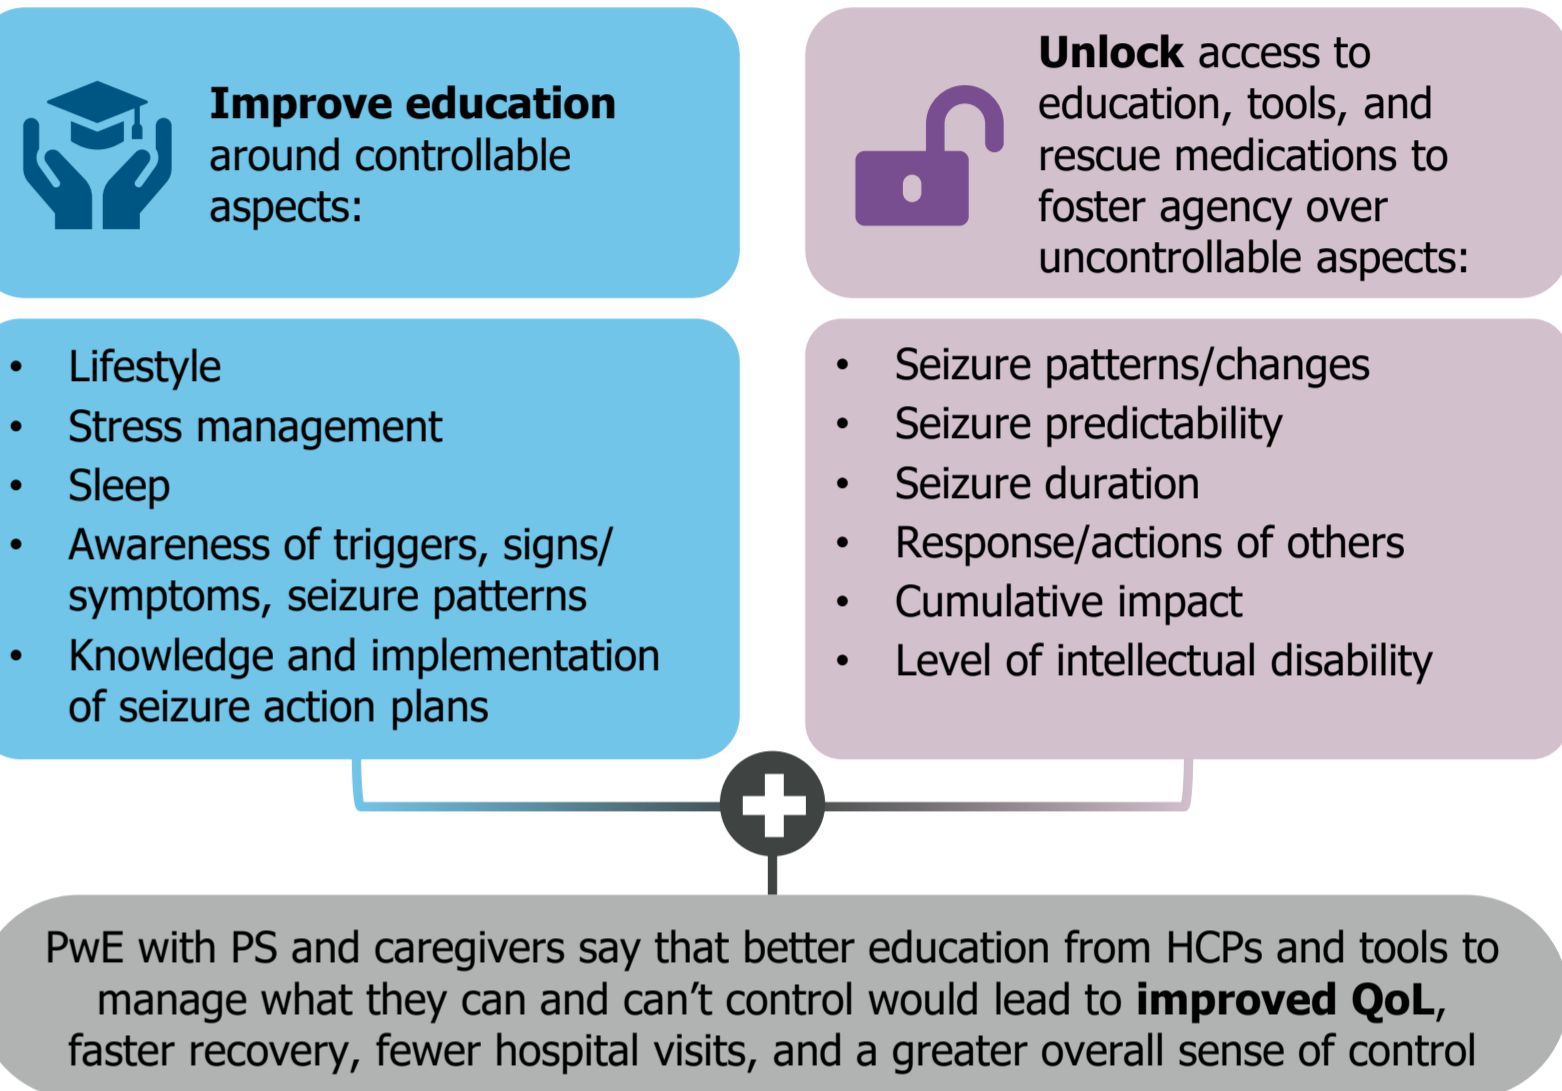 Improve education
around controllable
aspects:
Unlock access to
education, tools, and
rescue medications to
foster agency over
uncontrollable aspects:
• Lifestyle
• Stress management
• Sleep
• Awareness of triggers, signs/
symptoms, seizure patterns
• Knowledge and implementation
of seizure action plans
• Seizure patterns/changes
• Seizure predictability
• Seizure duration
• Response/actions of others
• Cumulative impact
• Level of intellectual disability
PwE with PS and caregivers say that better education from HCPs and tools to
manage what they can and can’t control would lead to improved QoL,
faster recovery, fewer hospital visits, and a greater overall sense of control